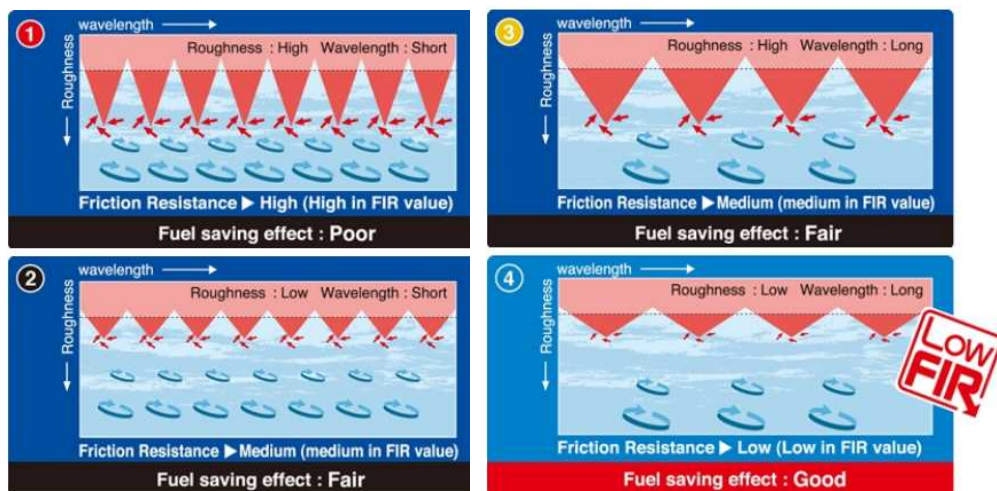 1
wavelength
Roughness
Roughness : High Wavelength : Short
Friction Resistance ▶ High (High in FIR value)
Fuel saving effect : Poor
3
wavelength
Roughness
Roughness : High Wavelength : Long
Friction Resistance ▶ Medium (medium in FIR value)
Fuel saving effect : Fair
2
wavelength
Roughness
Roughness : Low Wavelength : Short
Friction Resistance ▶ Medium (medium in FIR value)
Fuel saving effect : Fair
4
wavelength
Roughness
Roughness : Low Wavelength : Long
LOW
FIR
Friction Resistance ▶ Low (Low in FIR value)
Fuel saving effect : Good